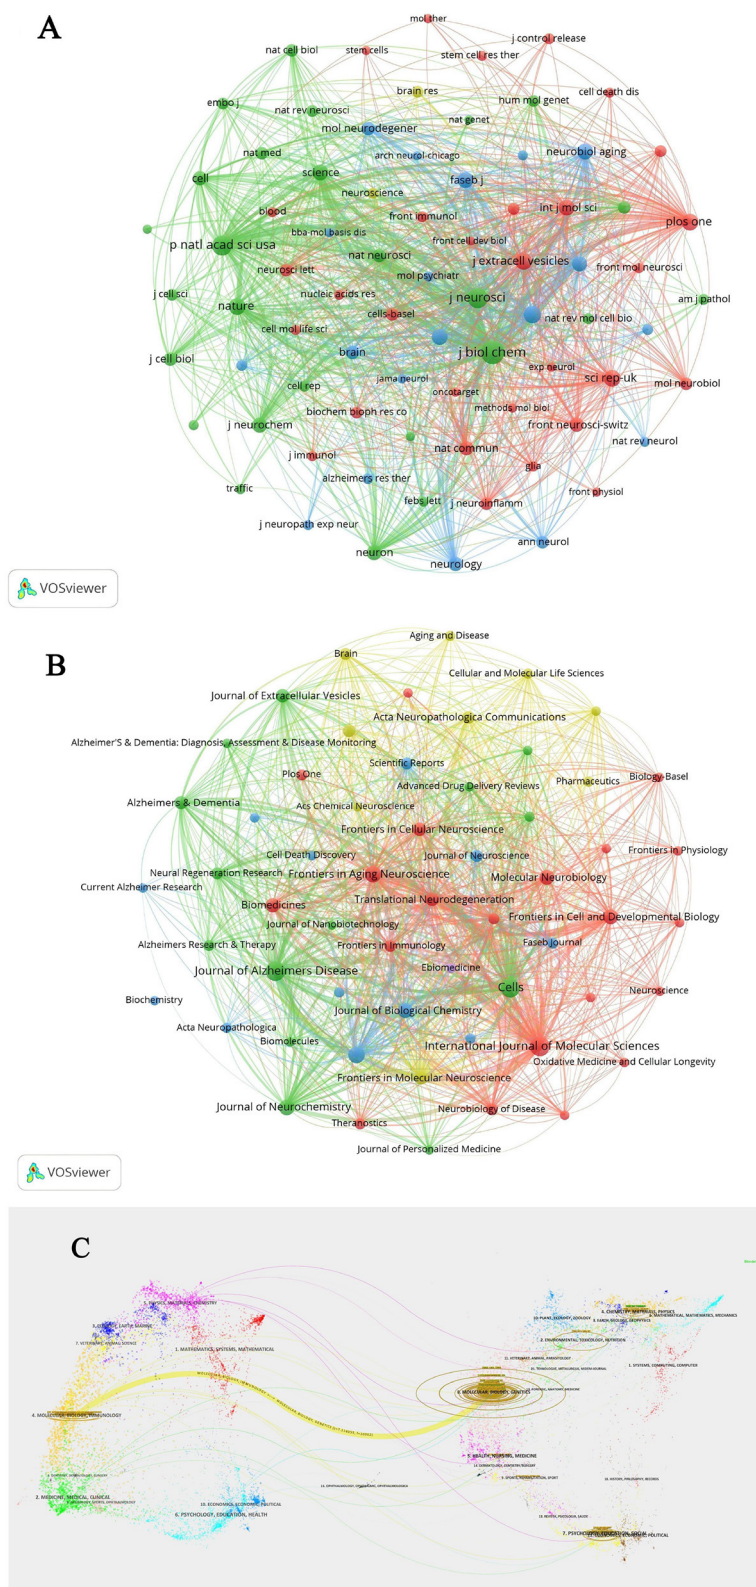 A
mol ther
j control release
nat cell biol
stem cells
stem cell res ther
brain res
cell death dis
embo j
nat rev neurosci
hum mol genet
mol neurodegener
nat genet
nat med
arch neurol-chicago
neurobiol aging
cell
science
faseb j
neuroscience
blood
front immunol
int j mol sci
plos one
bba-mol basis dis
p natl acad sci usa
front cell dev biol
nat neurosci
neurosci lett
j extracell vesicles
front mol neurosci
mol psychiatr
j cell sci
nucleic acids res
j neurosci
am j pathol
nature
cells-basel
nat rev mol cell bio
cell mol life sci
j cell biol
brain
j biol chem
exp neurol
jama neurol
sci rep-uk
cell rep
oncotarget
mol neurobiol
biochem bioph res co
methods mol biol
j neurochem
front neurosci-switz
nat commun
nat rev neurol
j immunol
glia
alzheimers res ther
traffic
front physiol
febs lett
j neuroinflamm
j neuropath exp neur
ann neurol
neuron
neurology
VOSviewer
B
Aging and Disease
Brain
Cellular and Molecular Life Sciences
Journal of Extracellular Vesicles
Acta Neuropathologica Communications
Alzheimer'S & Dementia: Diagnosis, Assessment & Disease Monitoring
Scientific Reports
Plos One
Biology-Basel
Advanced Drug Delivery Reviews
Pharmaceutics
Alzheimers & Dementia
Acs Chemical Neuroscience
Frontiers in Cellular Neuroscience
Cell Death Discovery
Journal of Neuroscience
Frontiers in Physiology
Neural Regeneration Research
Frontiers in Aging Neuroscience
Molecular Neurobiology
Current Alzheimer Research
Translational Neurodegeneration
Biomedicines
Frontiers in Cell and Developmental Biology
Journal of Nanobiotechnology
Alzheimers Research & Therapy
Frontiers in Immunology
Faseb Journal
Journal of Alzheimers Disease
Ebiomedicine
Cells
Neuroscience
Biochemistry
Journal of Biological Chemistry
Acta Neuropathologica
Biomolecules
International Journal of Molecular Sciences
Oxidative Medicine and Cellular Longevity
Frontiers in Molecular Neuroscience
Journal of Neurochemistry
Neurobiology of Disease
Theranostics
Journal of Personalized Medicine
VOSviewer
C
1. MATHEMATICS, SYSTEMS, MATHEMATICAL
7. VETERINARY, ANIMAL, SCIENCE
4. MOLECULAR, BIOLOGY, IMMUNOLOGY
2. MEDICINE, MEDICAL, CLINICAL
10. ECONOMICS, ECONOMIC, POLITICAL
6. PSYCHOLOGY, EDUCATION, HEALTH
8. MOLECULAR, BIOLOGY, GENETICS
5. HEALTH, NURSING, MEDICINE
1. SYSTEMS, COMPUTING, COMPUTER
6. MATHEMATICAL, MATHEMATICS, MECHANICS